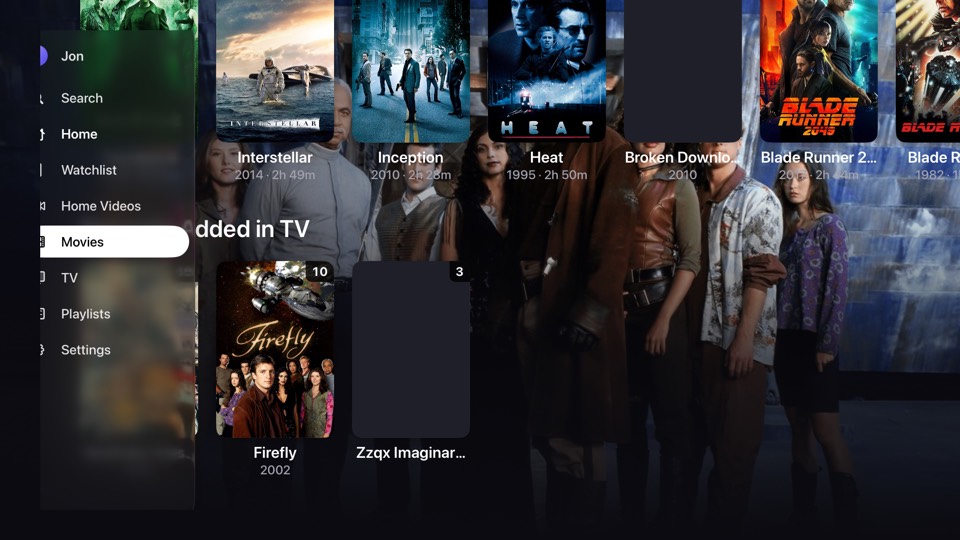 Jon
Search
Home
Watchlist
Home Videos
Movies
TV
Playlists
Settings
INTERSTELLAR
HEAT
BLADE
RUNNER
2049
Interstellar
2014 · 2h 49m
Inception
2010 · 2h 28m
Heat
1995 · 2h 50m
Broken Downlo...
2010
Blade Runner 2...
Blade R
1982 · 1
dded in TV
10
Firefly
3
Firefly
2002
Zzqx Imaginar...